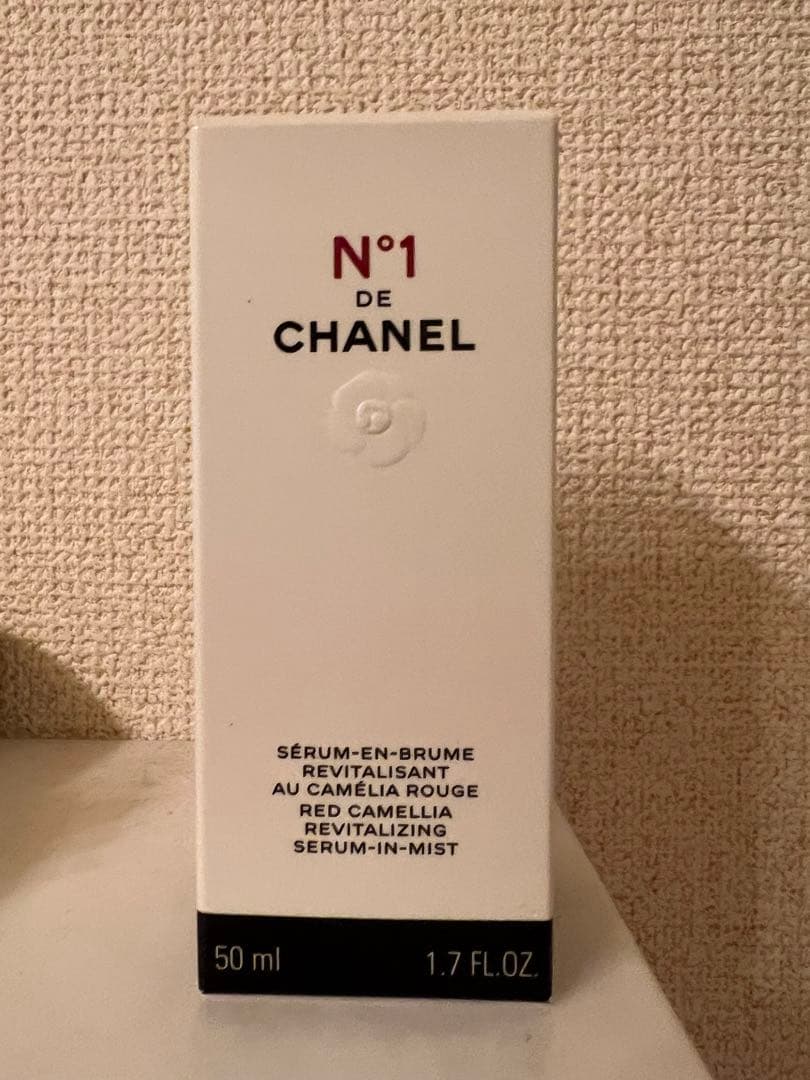 N°1
DE
CHANEL
SÉRUM-EN-BRUME
REVITALISANT
AU CAMÉLIA ROUGE
RED CAMELLIA
REVITALIZING
SERUM-IN-MIST
50 ml 1.7 FL.OZ.